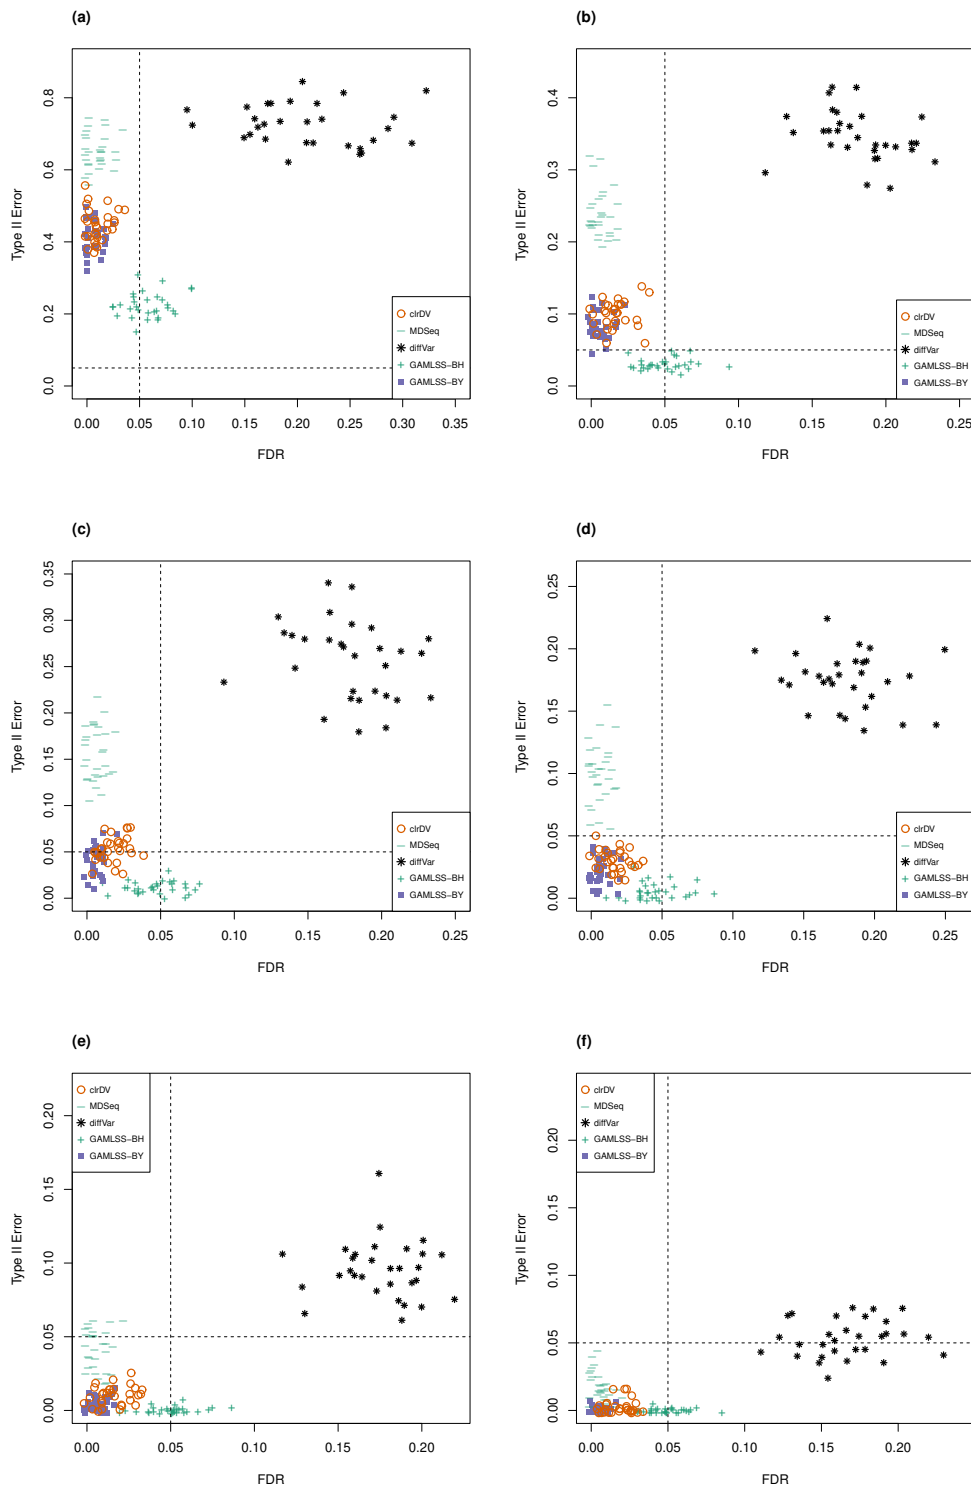 (a)
Type II Error
0.8
0.6
0.4
0.2
0.0
clrDV
MDSeq
diffVar
GAMLSS−BH
GAMLSS−BY
0.00 0.05 0.10 0.15 0.20 0.25 0.30 0.35
FDR
(b)
Type II Error
0.4
0.3
0.2
0.1
0.0
clrDV
MDSeq
diffVar
GAMLSS−BH
GAMLSS−BY
0.00 0.05 0.10 0.15 0.20 0.25
FDR
(c)
Type II Error
0.35
0.30
0.25
0.20
0.15
0.10
0.05
0.00
clrDV
MDSeq
diffVar
GAMLSS−BH
GAMLSS−BY
0.00 0.05 0.10 0.15 0.20 0.25
FDR
(d)
Type II Error
0.25
0.20
0.15
0.10
0.05
0.00
clrDV
MDSeq
diffVar
GAMLSS−BH
GAMLSS−BY
0.00 0.05 0.10 0.15 0.20 0.25
FDR
(e)
clrDV
MDSeq
diffVar
GAMLSS−BH
GAMLSS−BY
Type II Error
0.20
0.15
0.10
0.05
0.00
0.00 0.05 0.10 0.15 0.20
FDR
(f)
clrDV
MDSeq
diffVar
GAMLSS−BH
GAMLSS−BY
Type II Error
0.20
0.15
0.10
0.05
0.00
0.00 0.05 0.10 0.15 0.20
FDR